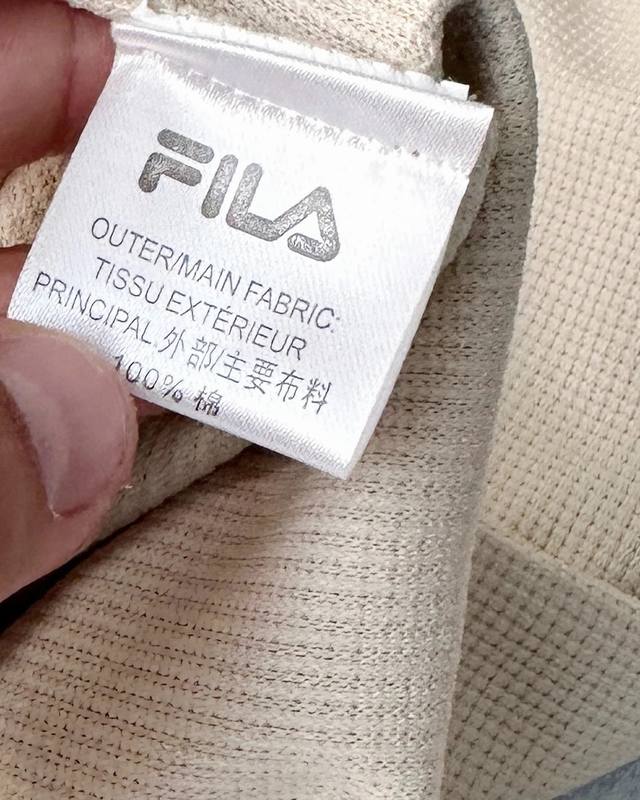 FILA
OUTER/MAIN FABRIC:
TISSU EXTÉRIEUR
PRINCIPAL 外部主要布料
100% 棉